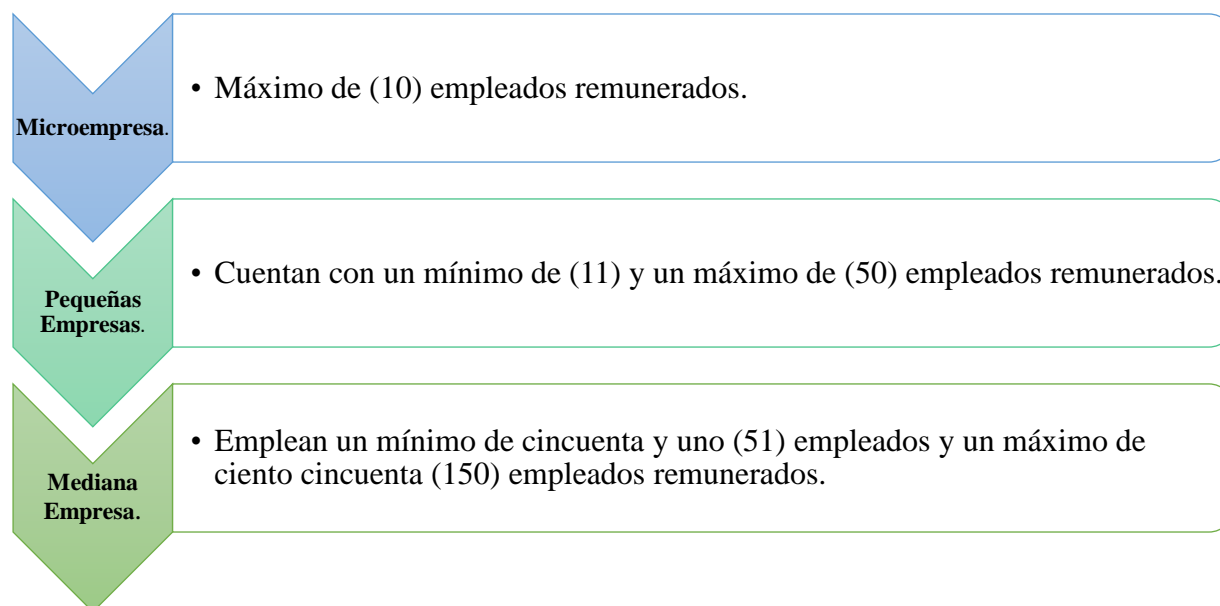 Microempresa.
• Máximo de (10) empleados remunerados.
Pequeñas
Empresas.
• Cuentan con un mínimo de (11) y un máximo de (50) empleados remunerados.
Mediana
Empresa.
• Emplean un mínimo de cincuenta y uno (51) empleados y un máximo de
ciento cincuenta (150) empleados remunerados.